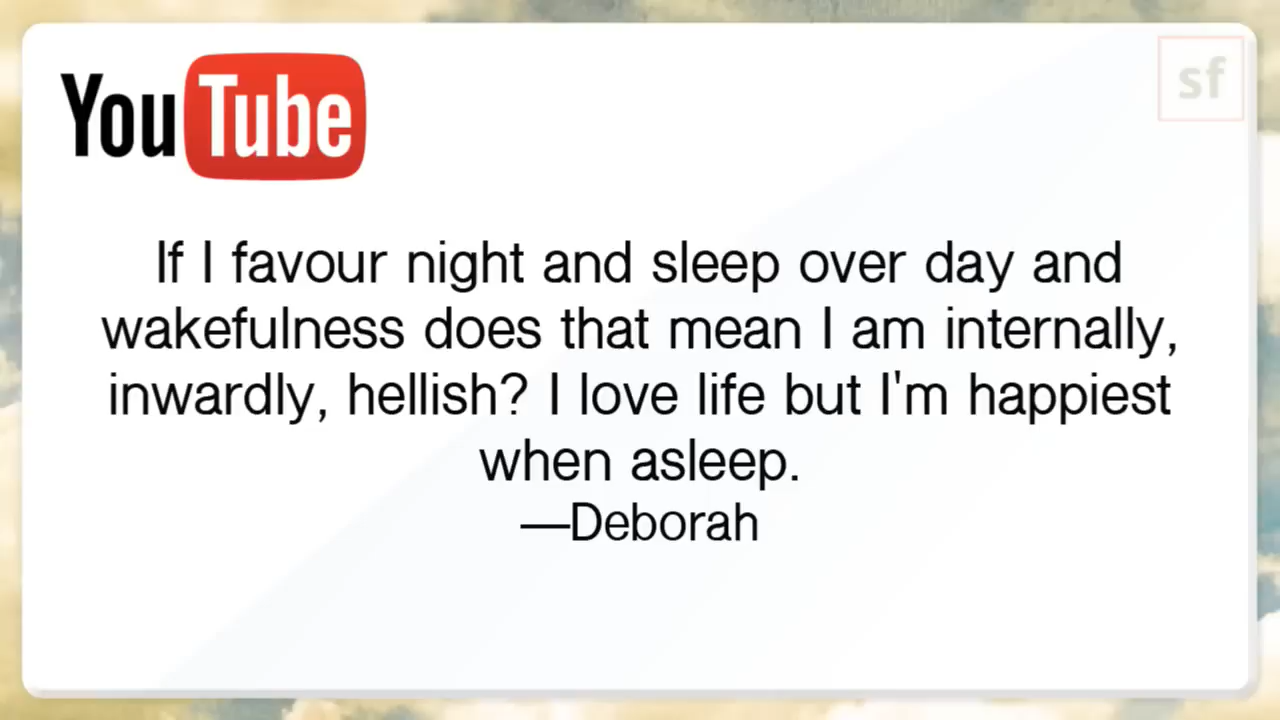 YouTube
sf
If I favour night and sleep over day and
wakefulness does that mean I am internally,
inwardly, hellish? I love life but I'm happiest
when asleep.
—Deborah